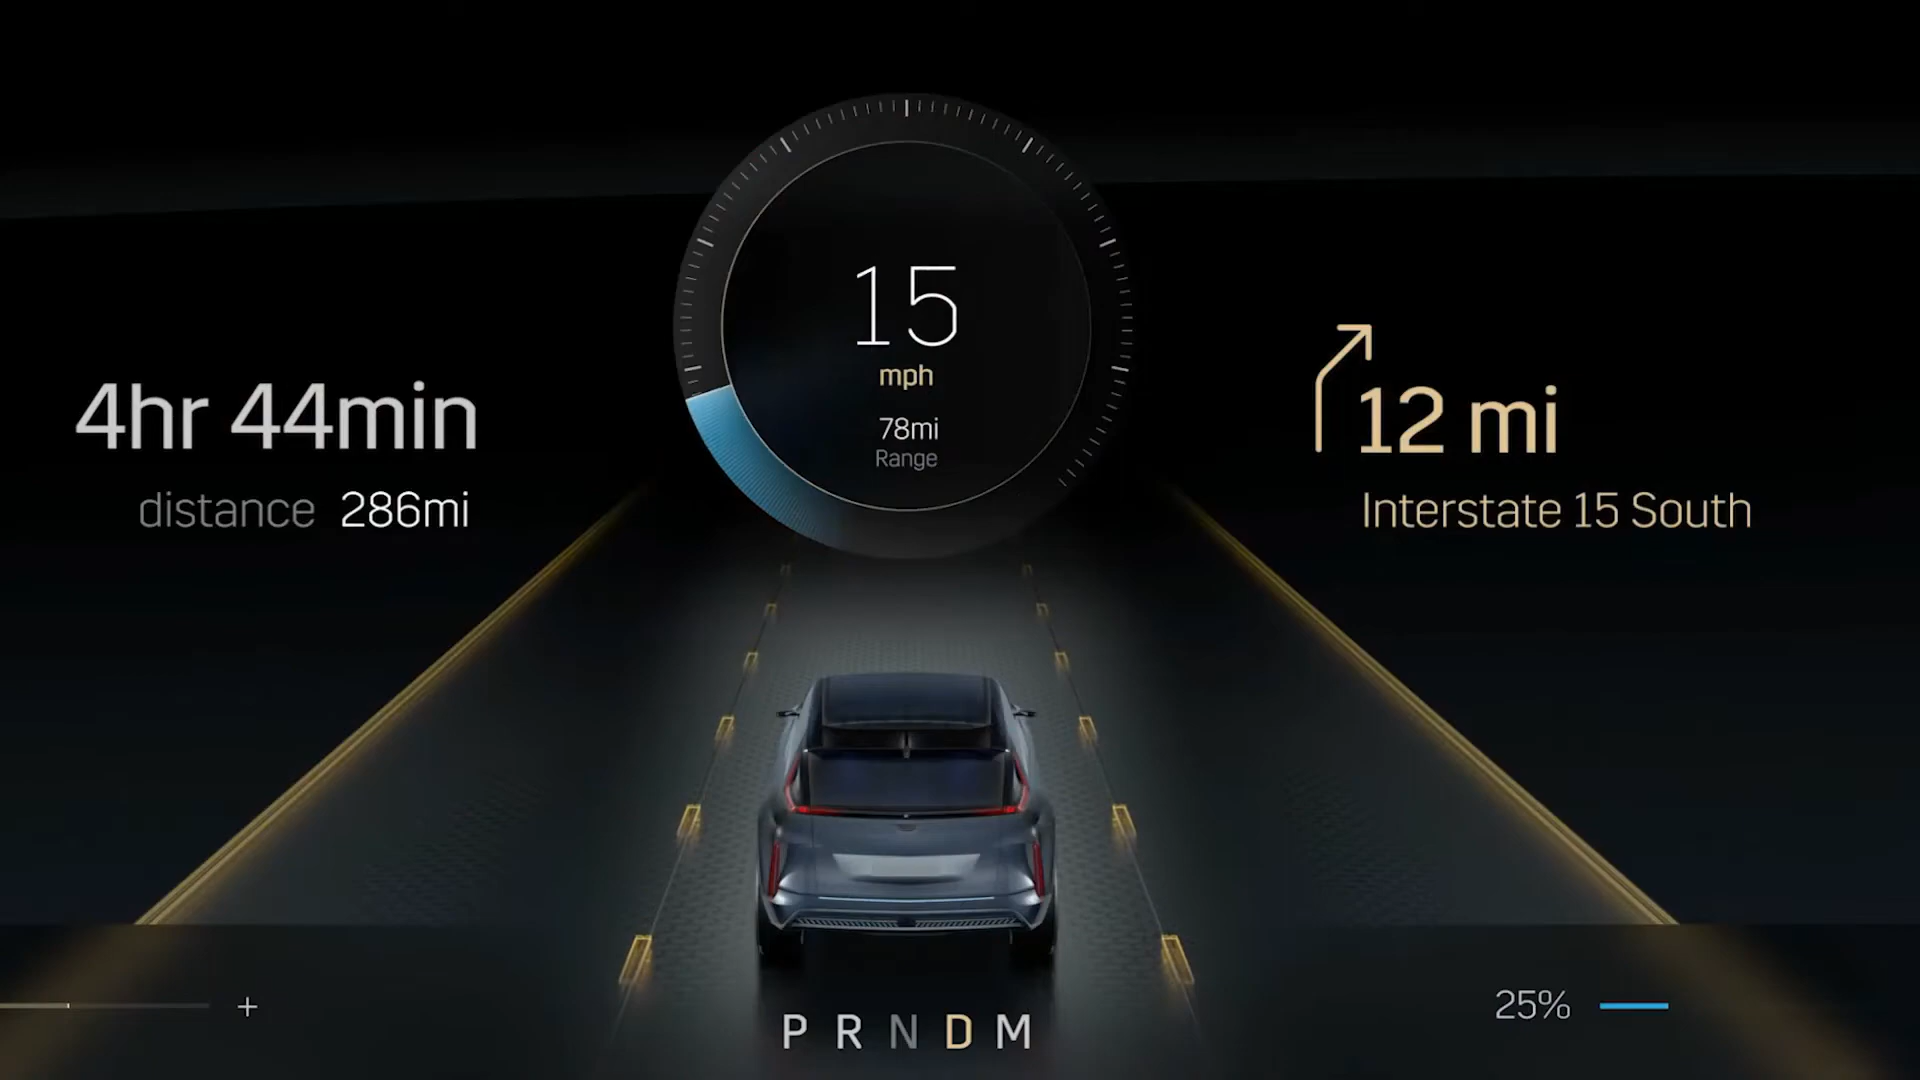 15
mph
78mi
Range
4hr 44min
distance 286mi
12 mi
Interstate 15 South
+
25%
P R N D M